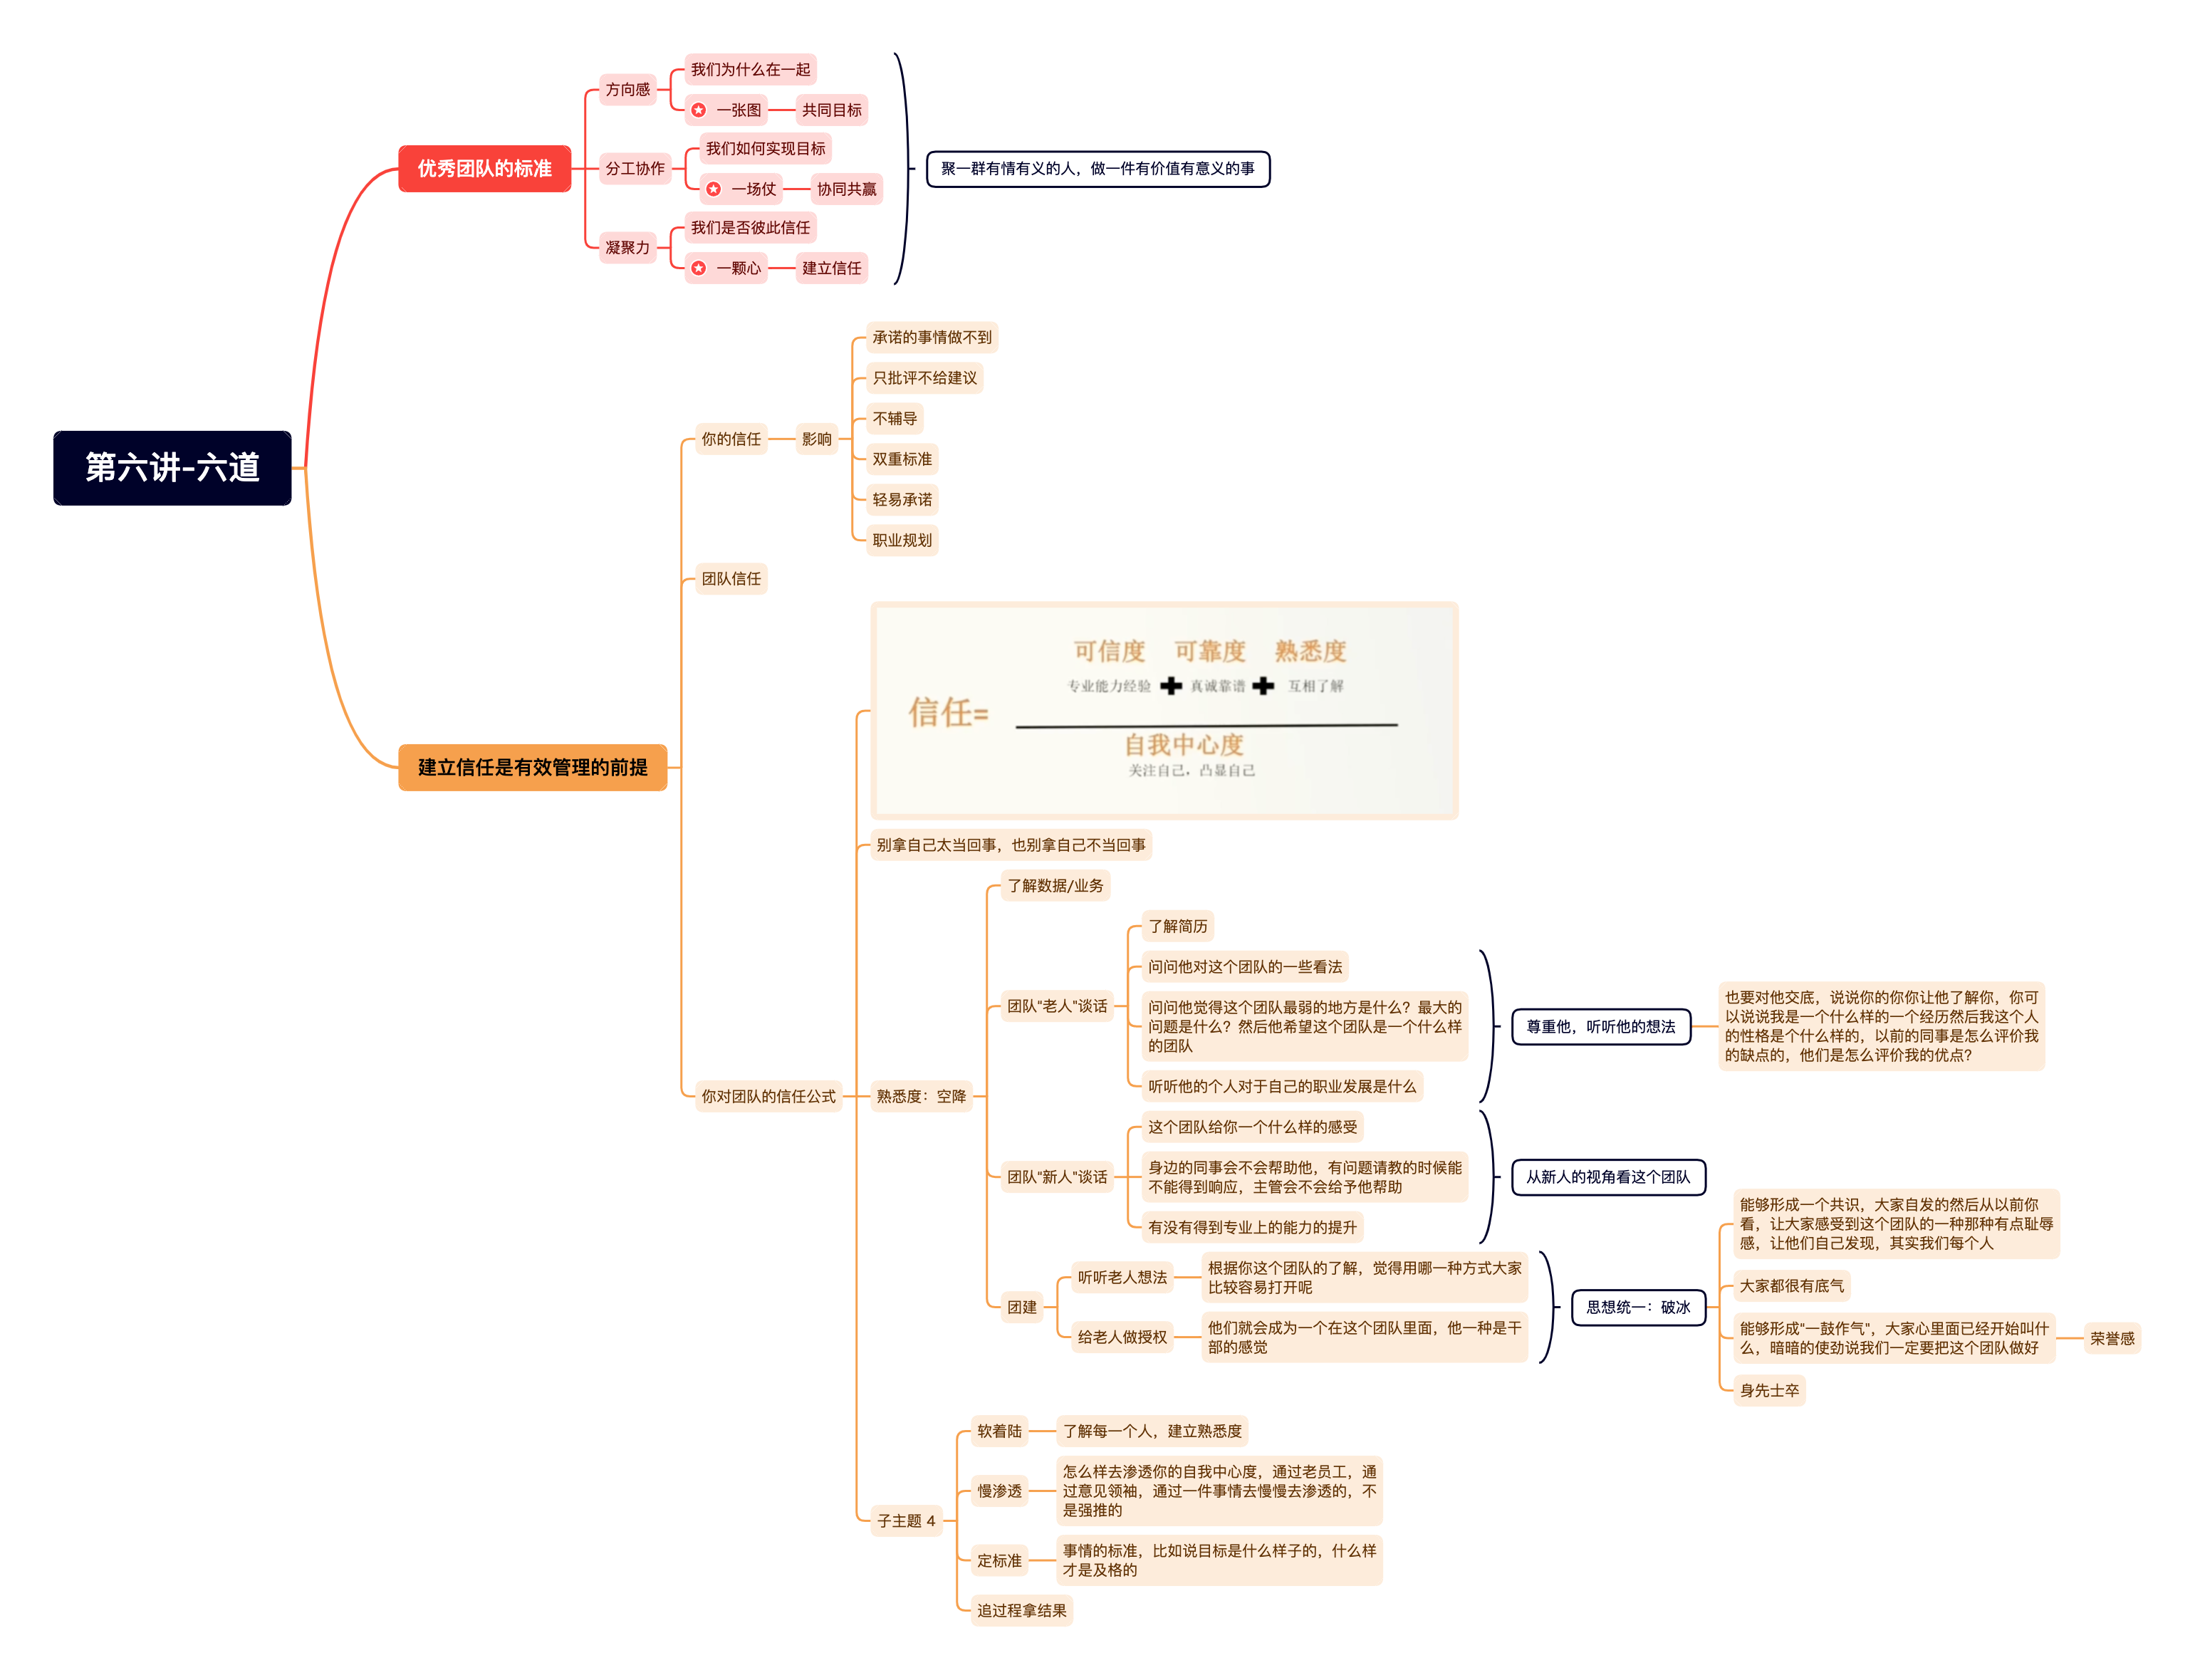 第六讲-六道
优秀团队的标准
方向感
我们为什么在一起
一张图
共同目标
分工协作
我们如何实现目标
一场仗
协同共赢
凝聚力
我们是否彼此信任
一颗心
建立信任
聚一群有情有义的人，做一件有价值有意义的事
建立信任是有效管理的前提
你的信任
影响
承诺的事情做不到
只批评不给建议
不辅导
双重标准
轻易承诺
职业规划
团队信任
你对团队的信任公式
信任=
可信度 可靠度 熟悉度
专业能力经验 + 真诚靠谱 + 互相了解
自我中心度
关注自己，凸显自己
别拿自己太当回事，也别拿自己不当回事
熟悉度：空降
了解数据/业务
团队"老人"谈话
了解简历
问问他对这个团队的一些看法
问问他觉得这个团队最弱的地方是什么？最大的
问题是什么？然后他希望这个团队是一个什么样
的团队
听听他的个人对于自己的职业发展是什么
尊重他，听听他的想法
也要对他交底，说说你的你你让他了解你，你可
以说说我是一个什么样的一个经历然后我这个人
的性格是个什么样的，以前的同事是怎么评价我
的缺点的，他们是怎么评价我的优点？
团队"新人"谈话
这个团队给你一个什么样的感受
身边的同事会不会帮助他，有问题请教的时候能
不能得到响应，主管会不会给予他帮助
有没有得到专业上的能力的提升
从新人的视角看这个团队
团建
听听老人想法
根据你这个团队的了解，觉得用哪一种方式大家
比较容易打开呢
给老人做授权
他们就会成为一个在这个团队里面，他一种是干
部的感觉
思想统一：破冰
能够形成一个共识，大家自发的然后从以前你
看，让大家感受到这个团队的一种那种有点耻辱
感，让他们自己发现，其实我们每个人
大家都很有底气
能够形成"一鼓作气"，大家心里面已经开始叫什
么，暗暗的使劲说我们一定要把这个团队做好
荣誉感
身先士卒
子主题 4
软着陆
了解每一个人，建立熟悉度
慢渗透
怎么样去渗透你的自我中心度，通过老员工，通
过意见领袖，通过一件事情去慢慢去渗透的，不
是强推的
定标准
事情的标准，比如说目标是什么样子的，什么样
才是及格的
追过程拿结果